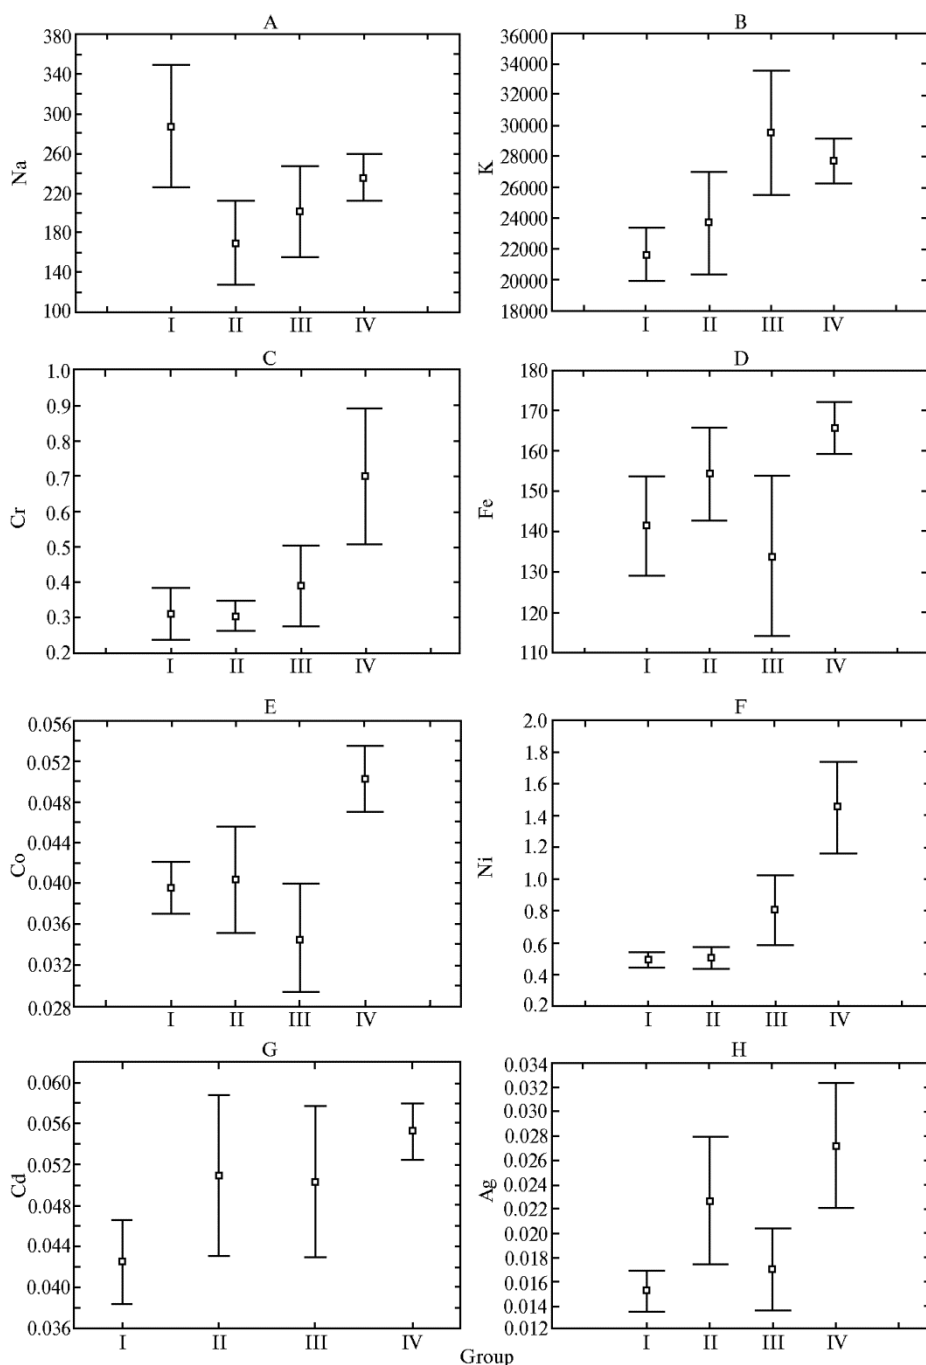 A
Na
380
340
300
260
220
180
140
100
I II III IV
B
K
36000
34000
32000
30000
28000
26000
24000
22000
20000
18000
I II III IV
C
Cr
1.0
0.9
0.8
0.7
0.6
0.5
0.4
0.3
0.2
I II III IV
D
Fe
180
170
160
150
140
130
120
110
I II III IV
E
Co
0.056
0.052
0.048
0.044
0.040
0.036
0.032
0.028
I II III IV
F
Ni
2.0
1.8
1.6
1.4
1.2
1.0
0.8
0.6
0.4
0.2
I II III IV
G
Cd
0.060
0.056
0.052
0.048
0.044
0.040
0.036
I II III IV
H
Ag
0.034
0.032
0.030
0.028
0.026
0.024
0.022
0.020
0.018
0.016
0.014
0.012
I II III IV
Group